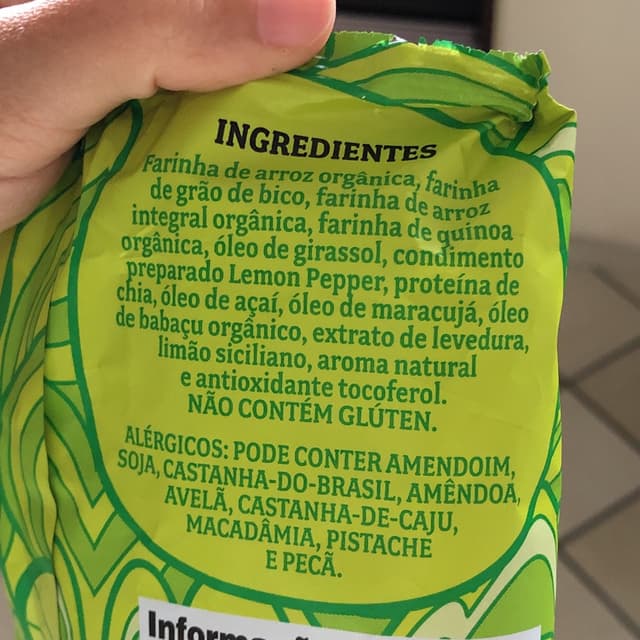 INGREDIENTES
Farinha de arroz orgânica, farinha
de grão de bico, farinha de arroz
integral orgânica, farinha de quinoa
orgânica, óleo de girassol, condimento
preparado Lemon Pepper, proteína de
chia, óleo de açaí, óleo de maracujá, óleo
de babaçu orgânico, extrato de levedura,
limão siciliano, aroma natural
e antioxidante tocoferol.
NÃO CONTÉM GLÚTEN.
ALÉRGICOS: PODE CONTER AMENDOIM,
SOJA, CASTANHA-DO-BRASIL, AMÊNDOA,
AVELÃ, CASTANHA-DE-CAJU,
MACADÂMIA, PISTACHE
E PECÃ.